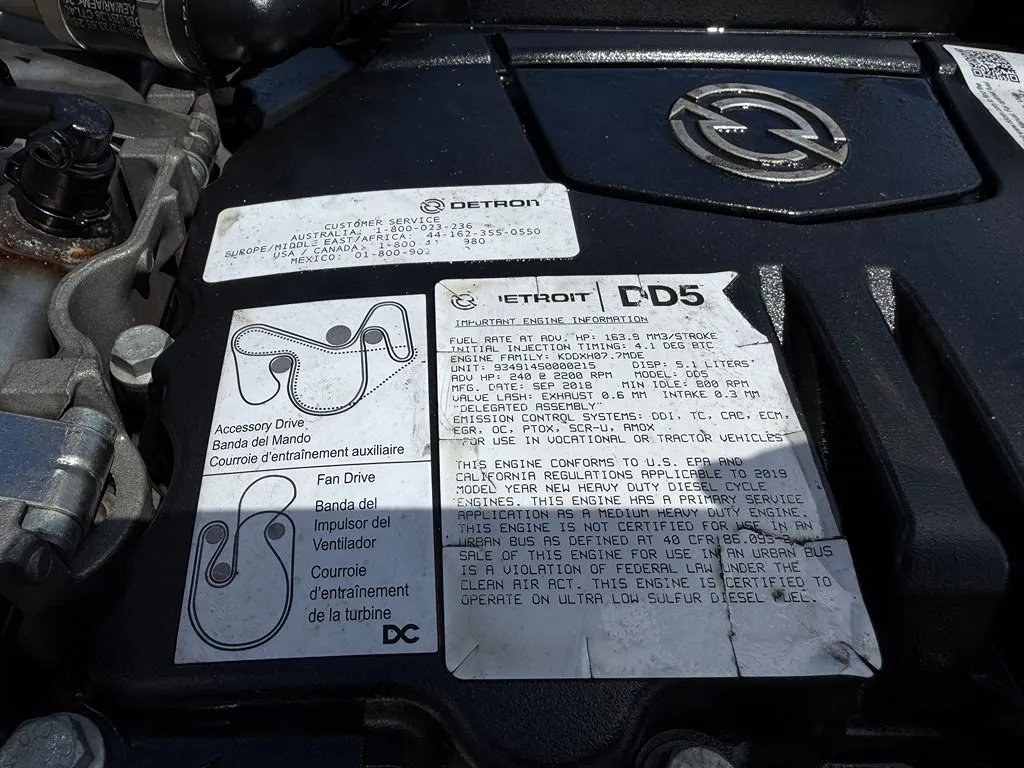 DETROIT
CUSTOMER SERVICE
AUSTRALIA: 1-800-023-236
EUROPE/MIDDLE EAST/AFRICA: 44-162-355-0550
USA / CANADA: 1-800-
MEXICO: 01-800-
Accessory Drive
Banda del Mando
Courroie d'entraînement auxiliaire
Fan Drive
Banda del
Impulsor del
Ventilador
Courroie
d'entraînement
de la turbine
DC
ETROIT DD5
IMPORTANT ENGINE INFORMATION
FUEL RATE AT ADV. HP: 163.9 MM3/STROKE
INITIAL INJECTION TIMING: 4.1 DEG BTC
ENGINE FAMILY: KDDXH07.7MDE
UNIT: 934914S0000215 DISP: 5.1 LITERS
ADV HP: 240 @ 2200 RPM MODEL: DD5
MFG. DATE: SEP 2018 MIN IDLE: 800 RPM
VALVE LASH: EXHAUST 0.6 MM INTAKE 0.3 MM
"DELEGATED ASSEMBLY"
EMISSION CONTROL SYSTEMS: DDI, TC, CAC, ECM,
EGR, OC, PTOX, SCR-U, AMOX
FOR USE IN VOCATIONAL OR TRACTOR VEHICLES
THIS ENGINE CONFORMS TO U.S. EPA AND
CALIFORNIA REGULATIONS APPLICABLE TO 2019
MODEL YEAR NEW HEAVY DUTY DIESEL CYCLE
ENGINES. THIS ENGINE HAS A PRIMARY SERVICE
APPLICATION AS A MEDIUM HEAVY DUTY ENGINE.
THIS ENGINE IS NOT CERTIFIED FOR USE IN AN
URBAN BUS AS DEFINED AT 40 CFR 86.093-2
SALE OF THIS ENGINE FOR USE IN AN URBAN BUS
IS A VIOLATION OF FEDERAL LAW UNDER THE
CLEAN AIR ACT. THIS ENGINE IS CERTIFIED TO
OPERATE ON ULTRA LOW SULFUR DIESEL FUEL.